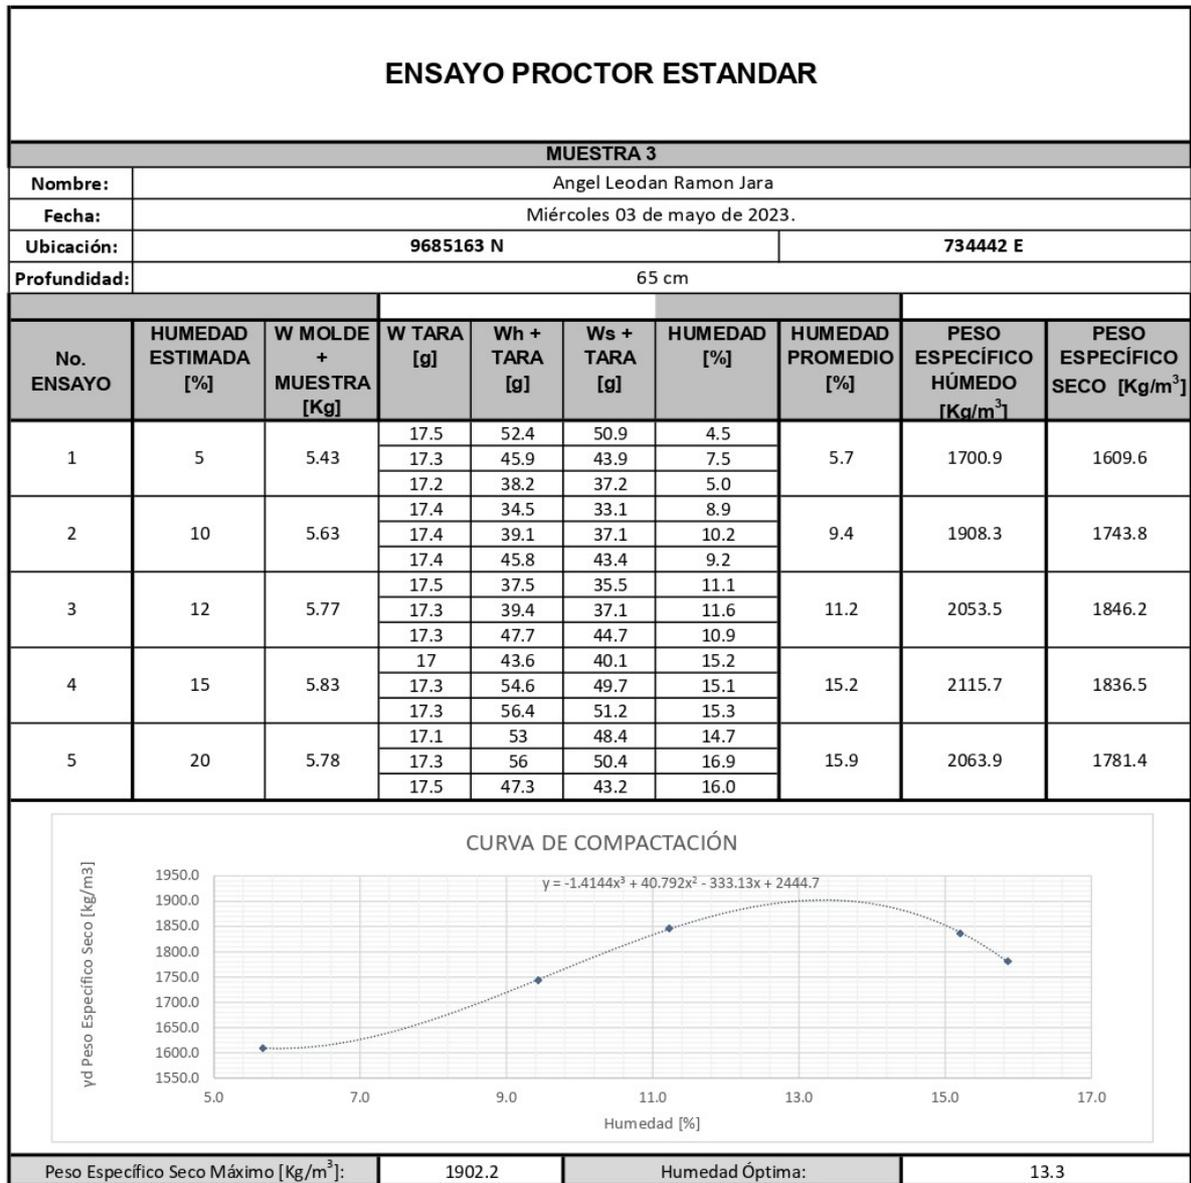 ENSAYO PROCTOR ESTANDAR
MUESTRA 3
Nombre: Angel Leodan Ramon Jara
Fecha: Miércoles 03 de mayo de 2023.
Ubicación: 9685163 N 734442 E
Profundidad: 65 cm
No. ENSAYO HUMEDAD ESTIMADA [%] W MOLDE + MUESTRA [Kg] W TARA [g] Wh + TARA [g] Ws + TARA [g] HUMEDAD [%] HUMEDAD PROMEDIO [%] PESO ESPECÍFICO HÚMEDO [Kg/m³] PESO ESPECÍFICO SECO [Kg/m³]
17.5 52.4 50.9 4.5
1 5 5.43 17.3 45.9 43.9 7.5 5.7 1700.9 1609.6
17.2 38.2 37.2 5.0
17.4 34.5 33.1 8.9
2 10 5.63 17.4 39.1 37.1 10.2 9.4 1908.3 1743.8
17.4 45.8 43.4 9.2
17.5 37.5 35.5 11.1
3 12 5.77 17.3 39.4 37.1 11.6 11.2 2053.5 1846.2
17.3 47.7 44.7 10.9
17 43.6 40.1 15.2
4 15 5.83 17.3 54.6 49.7 15.1 15.2 2115.7 1836.5
17.3 56.4 51.2 15.3
17.1 53 48.4 14.7
5 20 5.78 17.3 56 50.4 16.9 15.9 2063.9 1781.4
17.5 47.3 43.2 16.0
CURVA DE COMPACTACIÓN
y = -1.4144x³ + 40.792x² - 333.13x + 2444.7
γd Peso Específico Seco [kg/m3]
1950.0
1900.0
1850.0
1800.0
1750.0
1700.0
1650.0
1600.0
1550.0
5.0 7.0 9.0 11.0 13.0 15.0 17.0
Humedad [%]
Peso Específico Seco Máximo [Kg/m³]: 1902.2 Humedad Óptima: 13.3